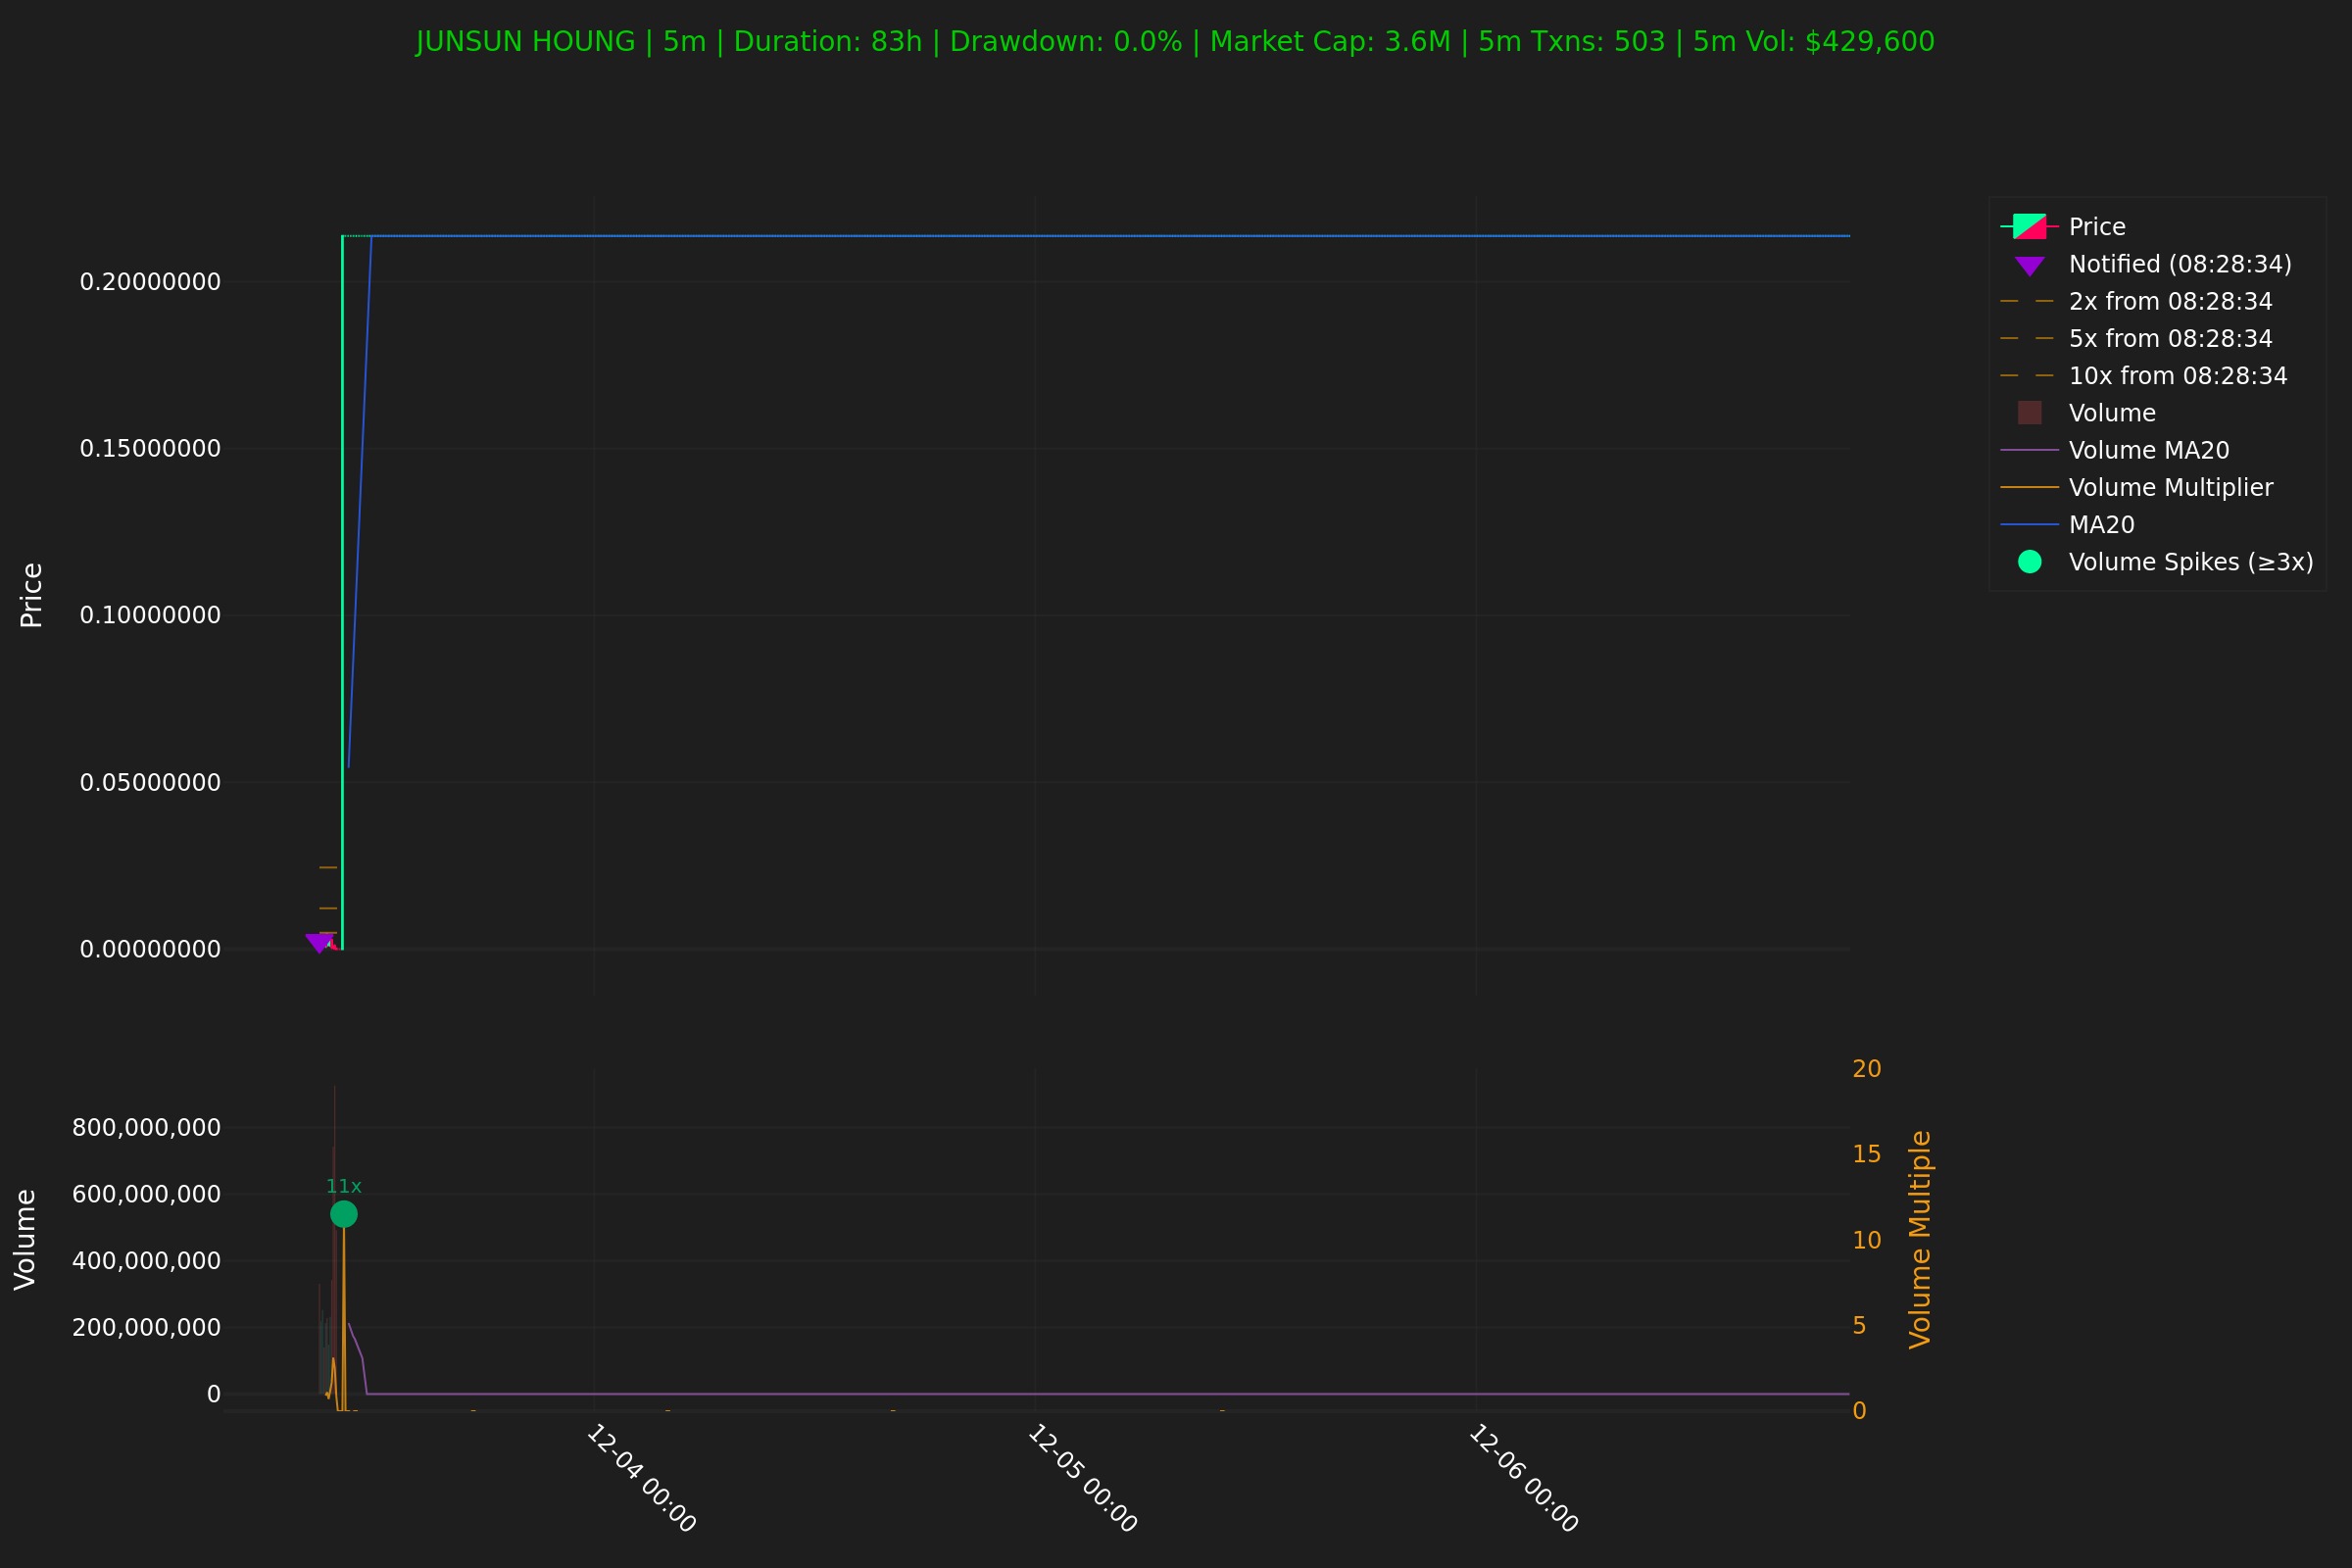 JUNSUN HOUNG | 5m | Duration: 83h | Drawdown: 0.0% | Market Cap: 3.6M | 5m Txns: 503 | 5m Vol: $429,600
Price
0.20000000
0.15000000
0.10000000
0.05000000
0.00000000
Price
Notified (08:28:34)
2x from 08:28:34
5x from 08:28:34
10x from 08:28:34
Volume
Volume MA20
Volume Multiplier
MA20
Volume Spikes (≥3x)
Volume
800,000,000
600,000,000
400,000,000
200,000,000
0
11x
20
15
10
5
0
Volume Multiple
12-04 00:00
12-05 00:00
12-06 00:00